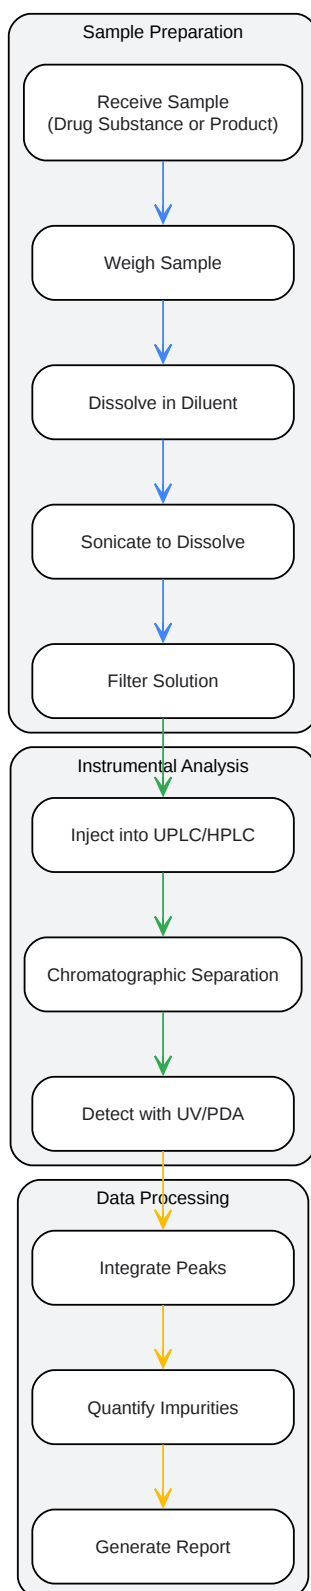 Sample Preparation
Receive Sample
(Drug Substance or Product)
Weigh Sample
Dissolve in Diluent
Sonicate to Dissolve
Filter Solution
Instrumental Analysis
Inject into UPLC/HPLC
Chromatographic Separation
Detect with UV/PDA
Data Processing
Integrate Peaks
Quantify Impurities
Generate Report